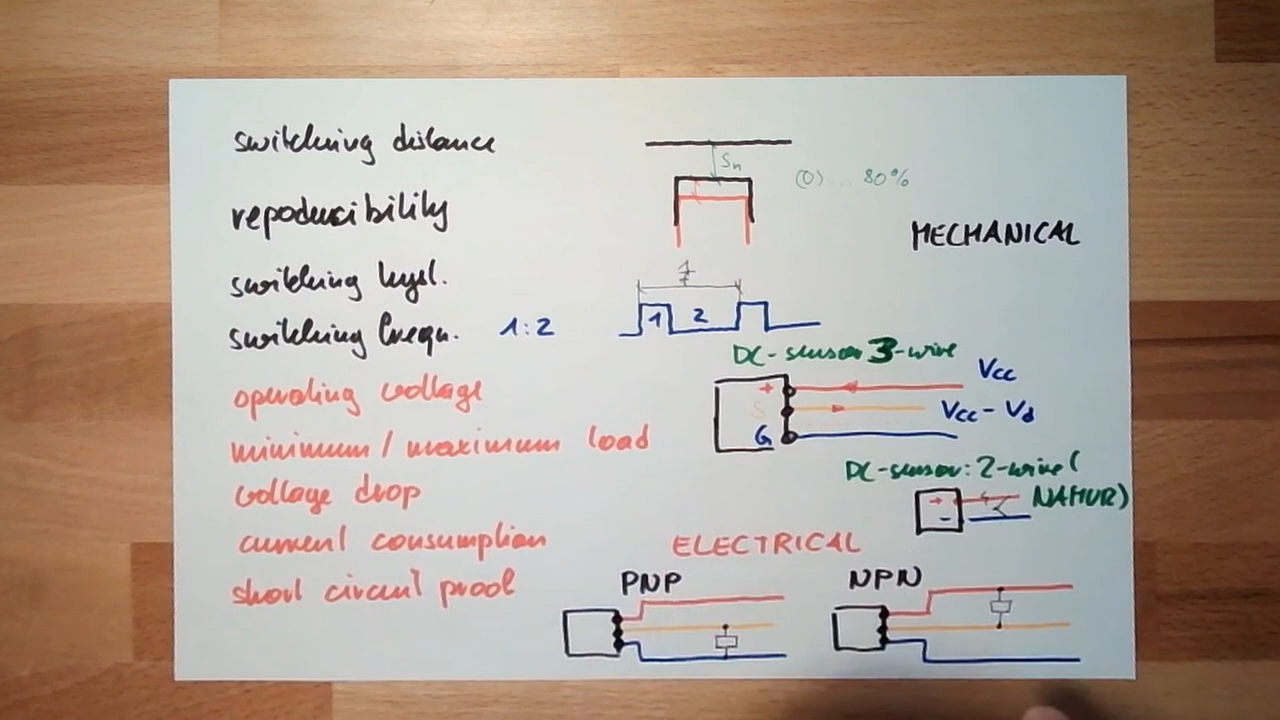 switching distance
Sn
(0) ... 80%
repoducibility
MECHANICAL
switching hyst.
1/f
switching frequ. 1:2
1 2
DC-sensor 3-wire
operating voltage
+ Vcc
S Vcc - Vd
minimum / maximum load
G
DC-sensor: 2-wire (
NAMUR)
voltage drop
+
-
current consumption
ELECTRICAL
short circuit proof
PNP
NPN